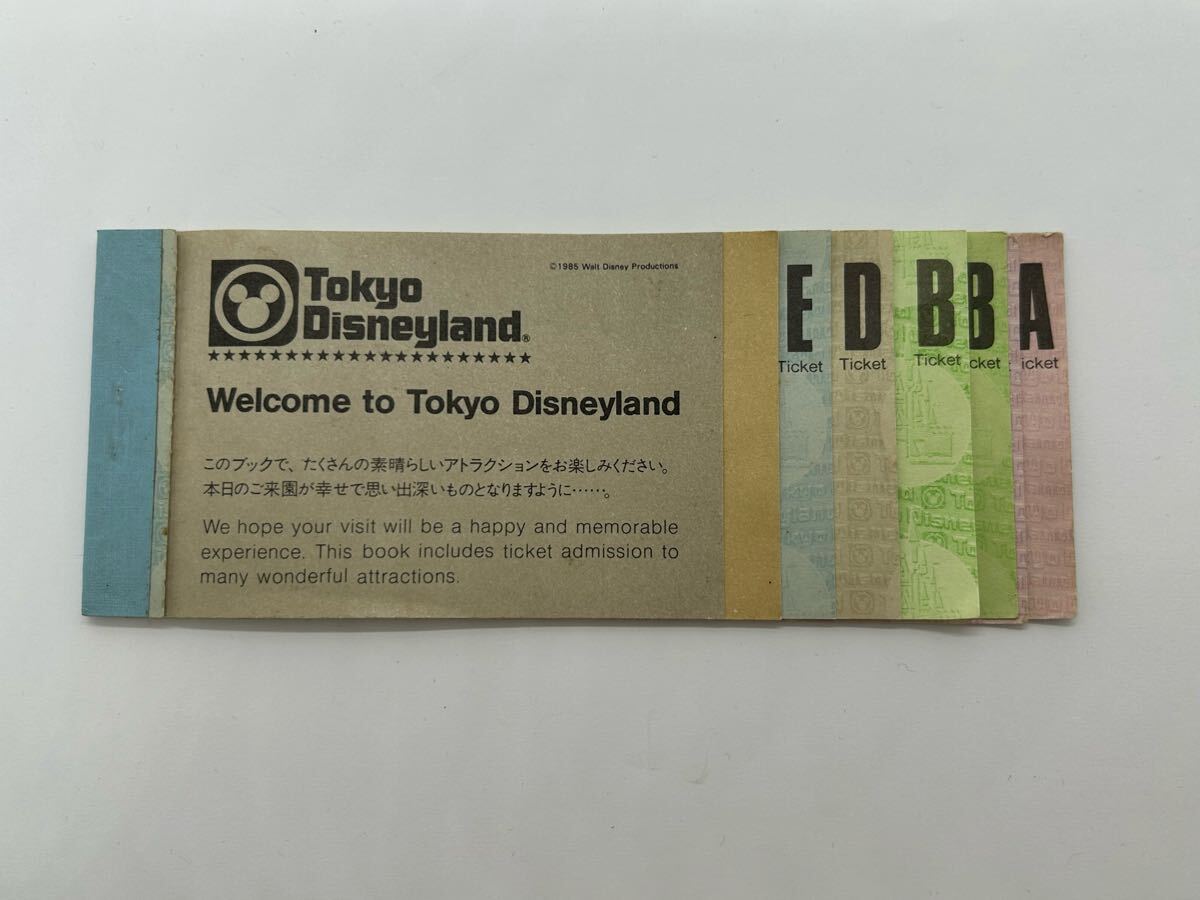 Tokyo
Disneyland®
★★★★★★★★★★★★★★★★★★★★★
©1985 Walt Disney Productions
Welcome to Tokyo Disneyland
このブックで、たくさんの素晴らしいアトラクションをお楽しみください。
本日のご来園が幸せで思い出深いものとなりますように……。
We hope your visit will be a happy and memorable
experience. This book includes ticket admission to
many wonderful attractions.
E
Ticket
D
Ticket
B
Ticket
B
cket
A
icket